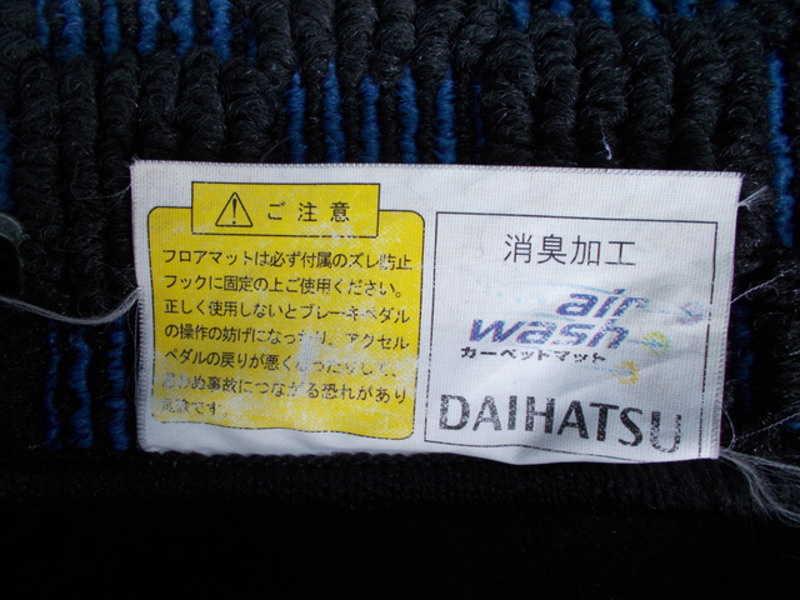 ご注意
フロアマットは必ず付属のズレ防止
フックに固定の上ご使用ください。
正しく使用しないとブレーキペダル
の操作の妨げになったり、アクセル
ペダルの戻りが悪くなったりして、
思わぬ事故につながる恐れがあり
危険です。
消臭加工
air
wash
カーペットマット
DAIHATSU